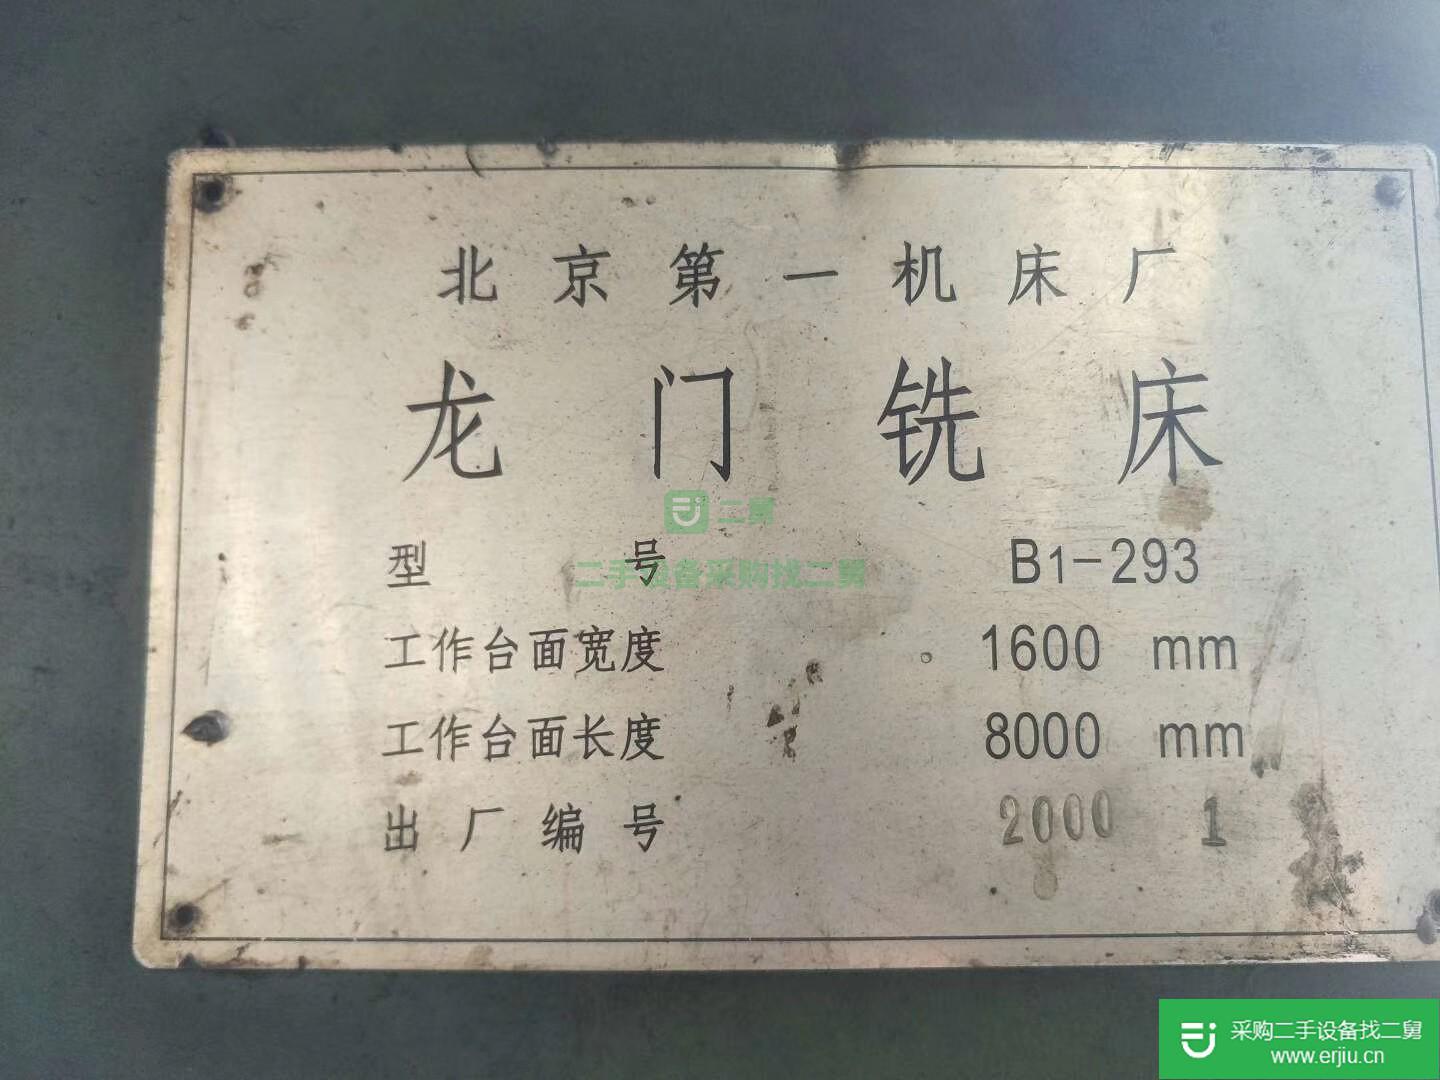 北京第一机床厂
龙门铣床
二舅
型号 B1-293
二手设备采购找二舅
工作台面宽度 1600 mm
工作台面长度 8000 mm
出厂编号 2000 1
采购二手设备找二舅
www.erjiu.cn